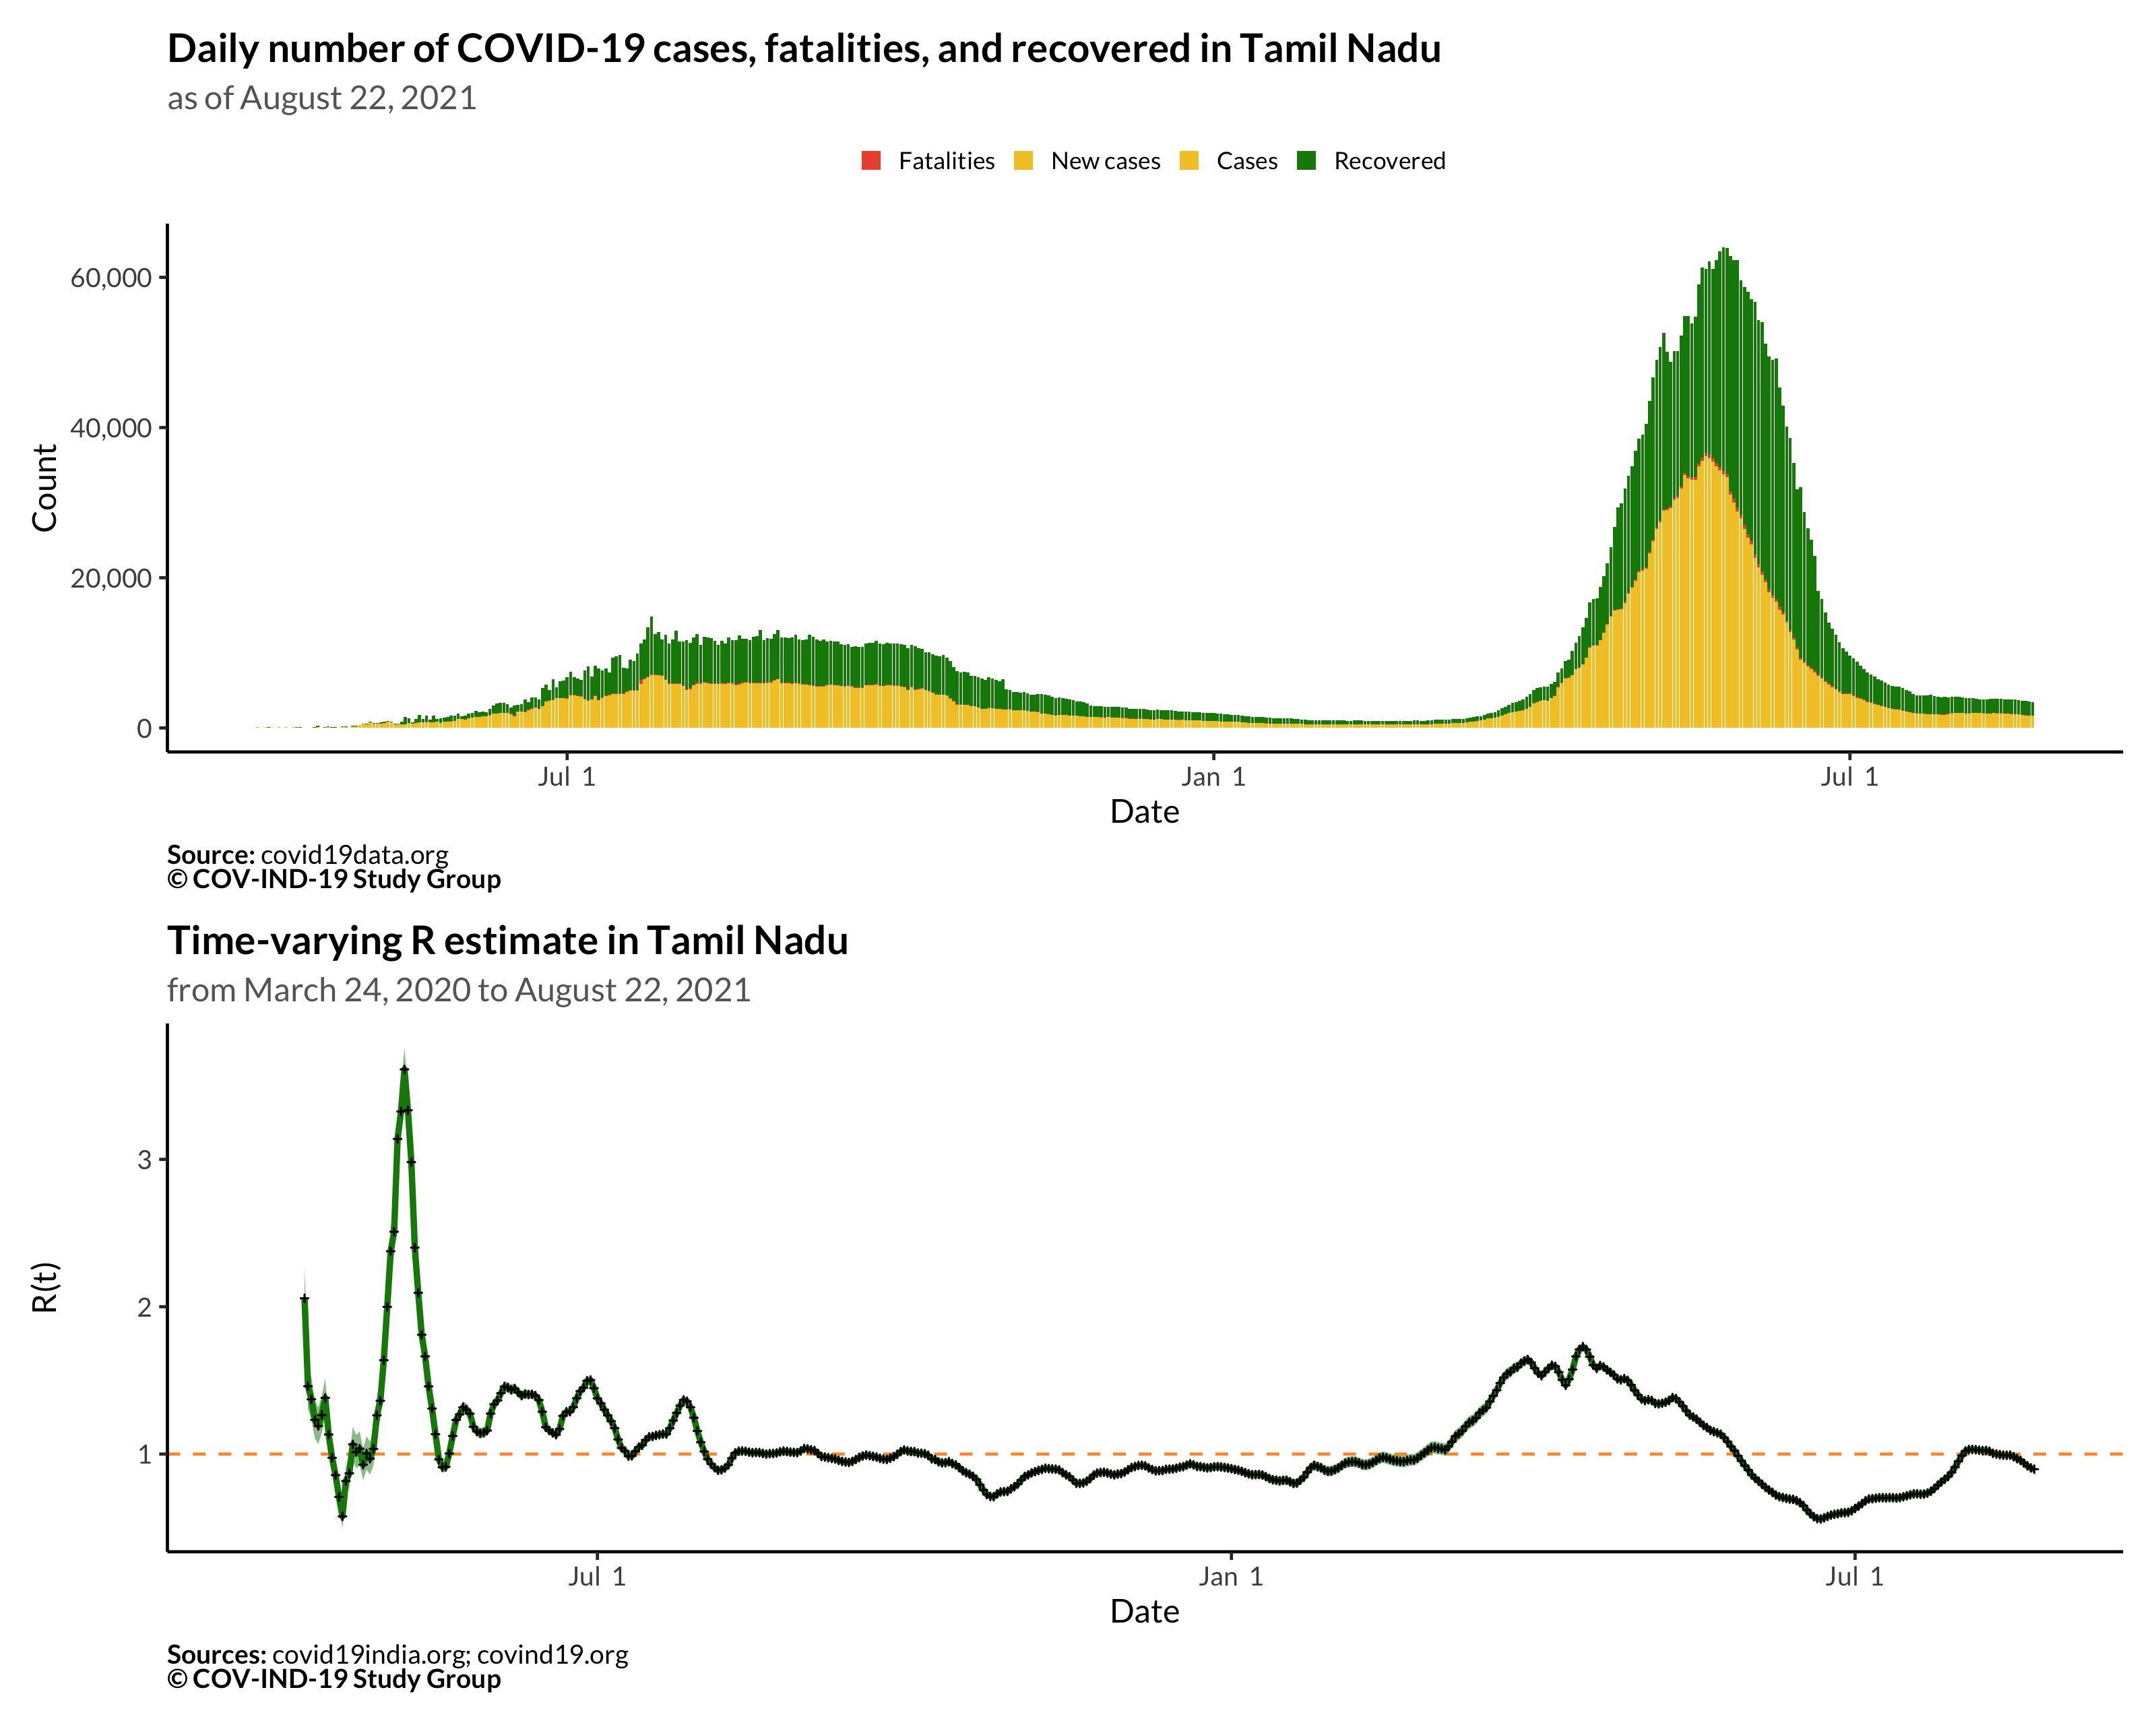 Daily number of COVID-19 cases, fatalities, and recovered in Tamil Nadu
as of August 22, 2021
Fatalities New cases Cases Recovered
Count
60,000
40,000
20,000
0
Jul 1 Jan 1 Jul 1
Date
Source: covid19data.org
© COV-IND-19 Study Group
Time-varying R estimate in Tamil Nadu
from March 24, 2020 to August 22, 2021
R(t)
3
2
1
Jul 1 Jan 1 Jul 1
Date
Sources: covid19india.org; covind19.org
© COV-IND-19 Study Group